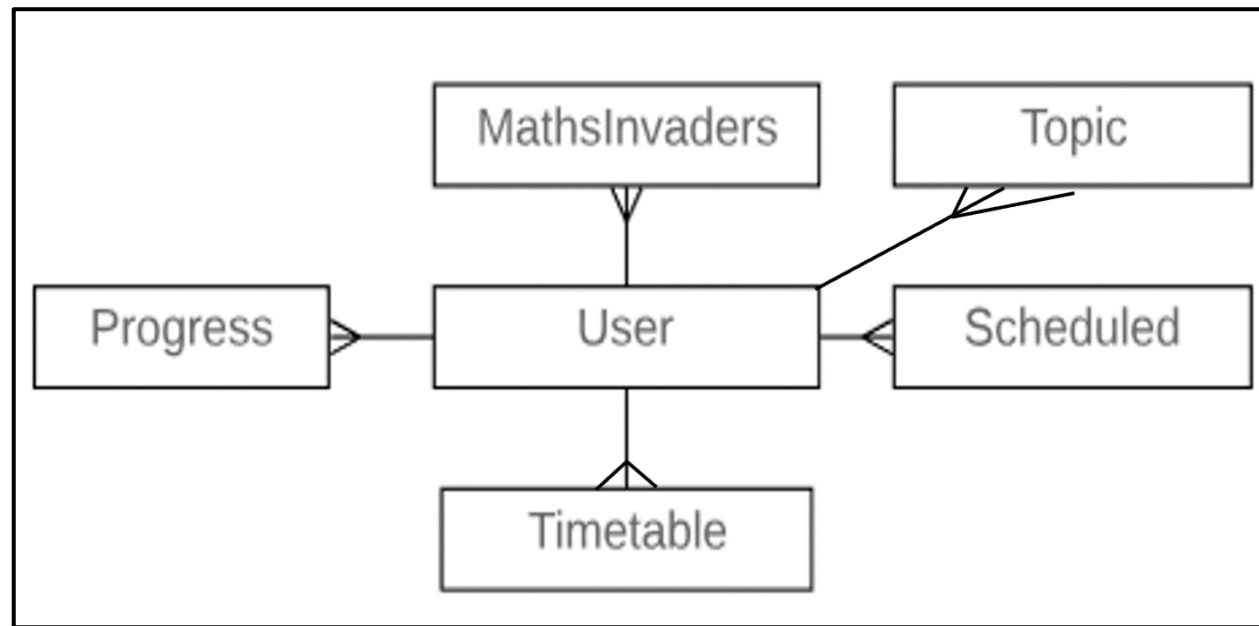 MathsInvaders
Topic
Progress
User
Scheduled
Timetable